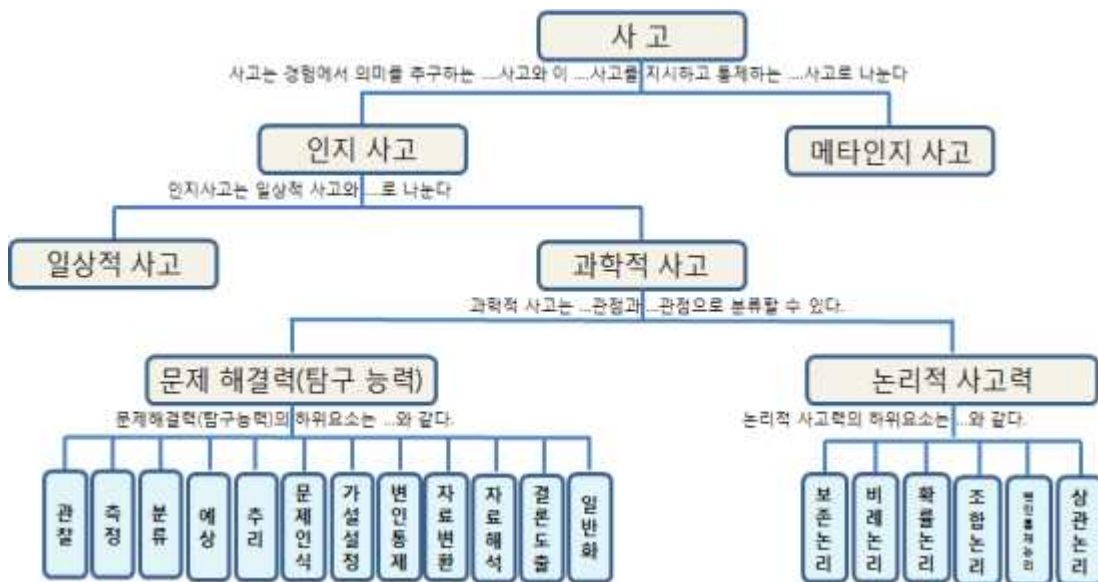 사 고
사고는 경험에서 의미를 추구하는 ...사고와 이 ...사고를 지시하고 통제하는 ...사고로 나눈다
인지 사고
메타인지 사고
인지사고는 일상적 사고와 ...로 나눈다
일상적 사고
과학적 사고
과학적 사고는 ...관점과 ...관점으로 분류할 수 있다.
문제 해결력(탐구 능력)
논리적 사고력
문제해결력(탐구능력)의 하위요소는 ...와 같다.
논리적 사고력의 하위요소는 ...와 같다.
관찰
측정
분류
예상
추리
문제인식
가설설정
변인통제
자료변환
자료해석
결론도출
일반화
보존논리
비례논리
확률논리
조합논리
변인통제논리
상관논리